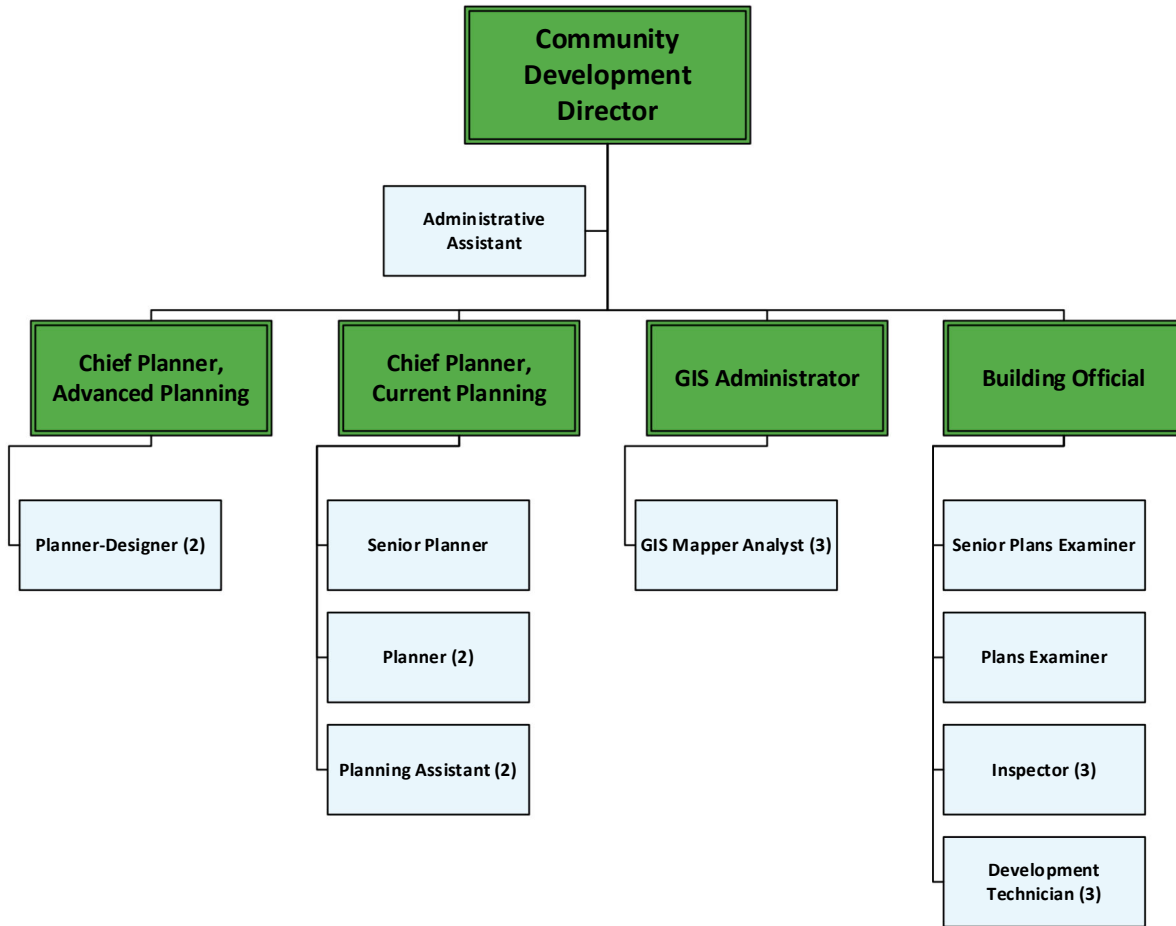 Community
Development
Director
Administrative
Assistant
Chief Planner,
Advanced Planning
Chief Planner,
Current Planning
GIS Administrator
Building Official
Planner-Designer (2)
Senior Planner
GIS Mapper Analyst (3)
Senior Plans Examiner
Planner (2)
Plans Examiner
Planning Assistant (2)
Inspector (3)
Development
Technician (3)